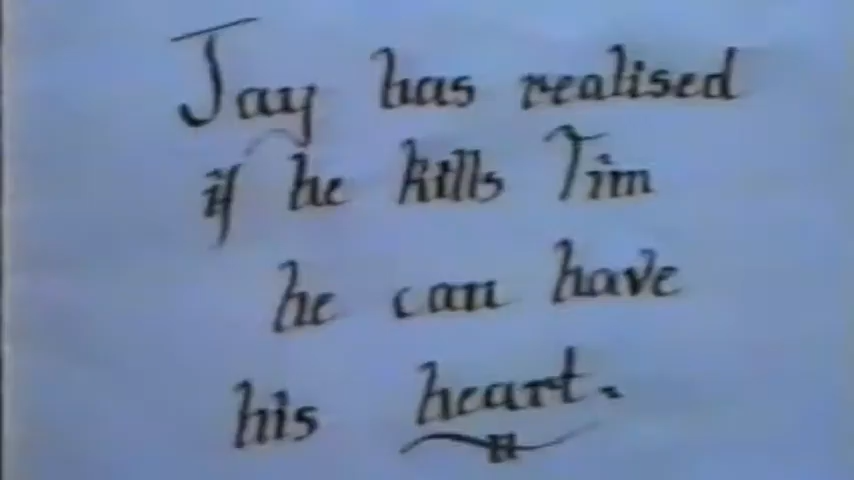 Jay has realised
if he kills Tim
he can have
his heart.